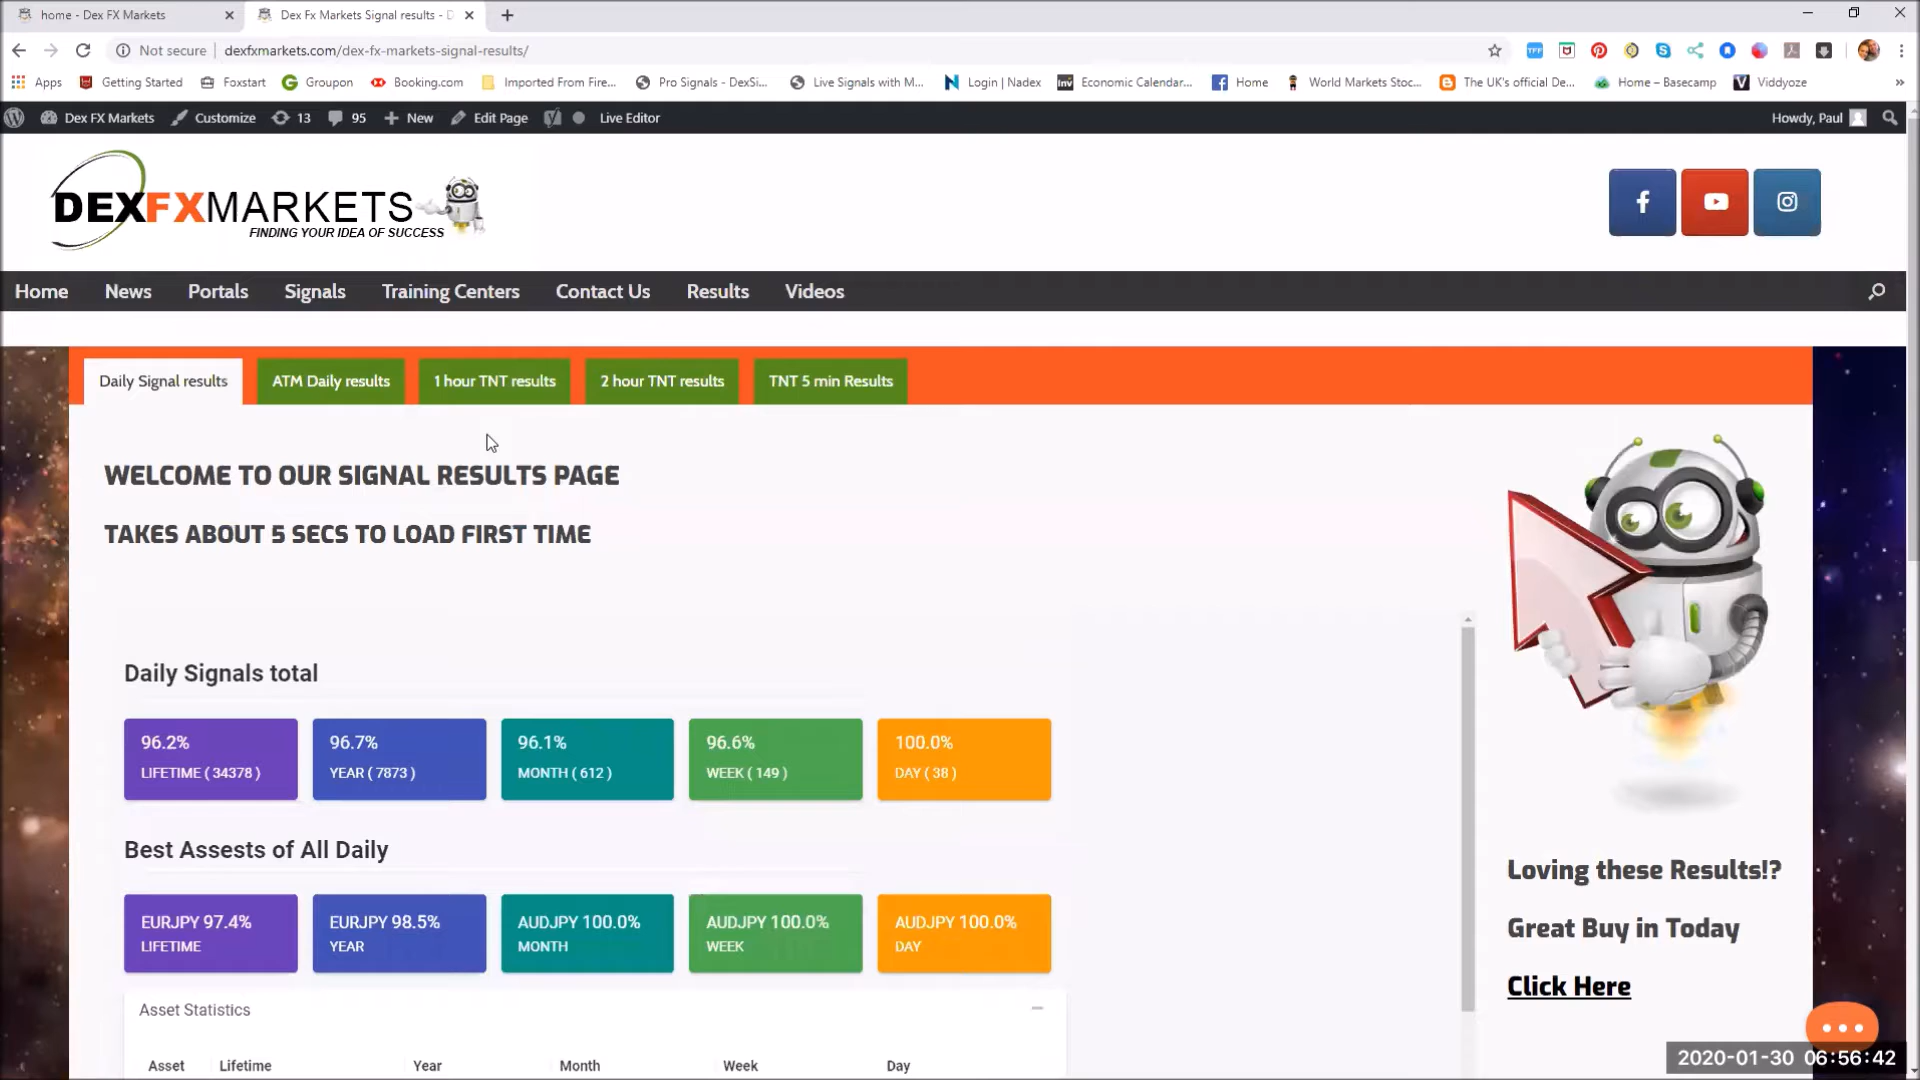 home - Dex FX Markets
Dex Fx Markets Signal results - D
Not secure
dexfxmarkets.com/dex-fx-markets-signal-results/
TFF
Apps
Getting Started
Foxstart
Groupon
Booking.com
Imported From Fire...
Pro Signals - DexSi...
Live Signals with M...
Login | Nadex
Inv
Economic Calendar...
Home
World Markets Stoc...
The UK's official De...
Home – Basecamp
Viddyoze
»
Dex FX Markets
Customize
13
95
New
Edit Page
Live Editor
Howdy, Paul
DEXFXMARKETS
FINDING YOUR IDEA OF SUCCESS
Home
News
Portals
Signals
Training Centers
Contact Us
Results
Videos
Daily Signal results
ATM Daily results
1 hour TNT results
2 hour TNT results
TNT 5 min Results
WELCOME TO OUR SIGNAL RESULTS PAGE
TAKES ABOUT 5 SECS TO LOAD FIRST TIME
Daily Signals total
96.2%
LIFETIME ( 34378 )
96.7%
YEAR ( 7873 )
96.1%
MONTH ( 612 )
96.6%
WEEK ( 149 )
100.0%
DAY ( 38 )
Best Assests of All Daily
EURJPY 97.4%
LIFETIME
EURJPY 98.5%
YEAR
AUDJPY 100.0%
MONTH
AUDJPY 100.0%
WEEK
AUDJPY 100.0%
DAY
Asset Statistics
Asset Lifetime Year Month Week Day
Loving these Results!?
Great Buy in Today
Click Here
2020-01-30 06:56:42